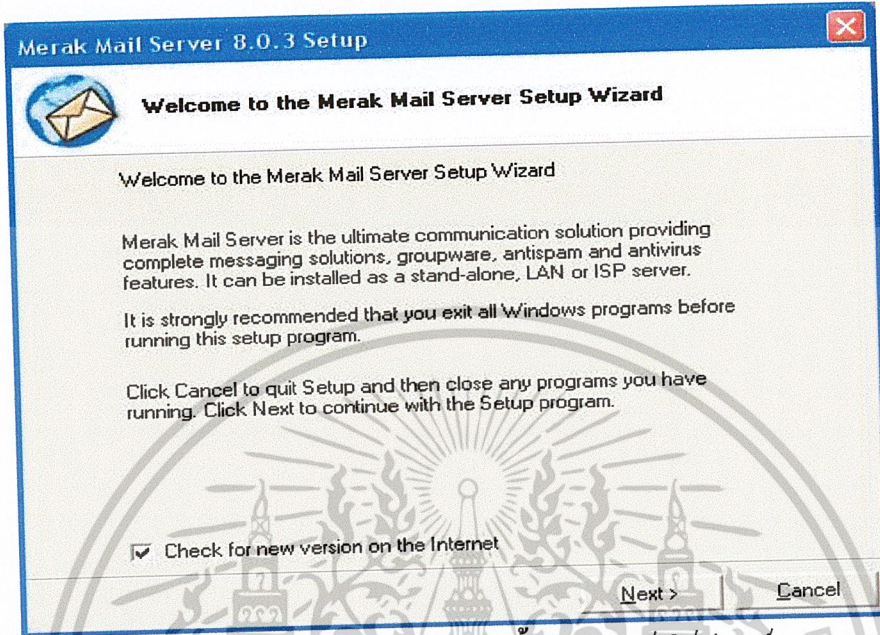 Merak Mail Server 8.0.3 Setup
Welcome to the Merak Mail Server Setup Wizard
Welcome to the Merak Mail Server Setup Wizard
Merak Mail Server is the ultimate communication solution providing
complete messaging solutions, groupware, antispam and antivirus
features. It can be installed as a stand-alone, LAN or ISP server.
It is strongly recommended that you exit all Windows programs before
running this setup program.
Click Cancel to quit Setup and then close any programs you have
running. Click Next to continue with the Setup program.
Check for new version on the Internet
Next >
Cancel